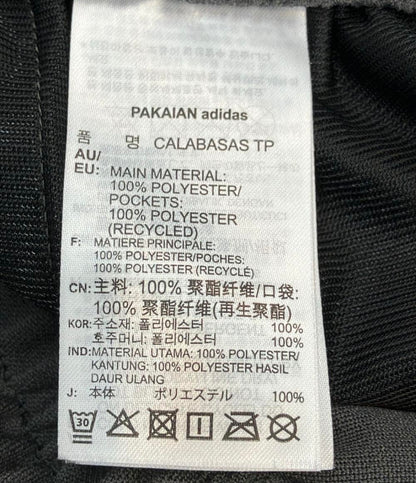 PAKAIAN adidas
품 명 CALABASAS TP
AU/
EU: MAIN MATERIAL:
100% POLYESTER/
POCKETS:
100% POLYESTER
(RECYCLED)
F: MATIERE PRINCIPALE:
100% POLYESTER/POCHES:
100% POLYESTER (RECYCLÉ)
CN: 主料: 100% 聚酯纤维/口袋:
100% 聚酯纤维(再生聚酯)
KOR: 주소재: 폴리에스터 100%
호주머니: 폴리에스터 100%
IND: MATERIAL UTAMA: 100% POLYESTER/
KANTUNG: 100% POLYESTER HASIL
DAUR ULANG
J: 本体 ポリエステル 100%
30